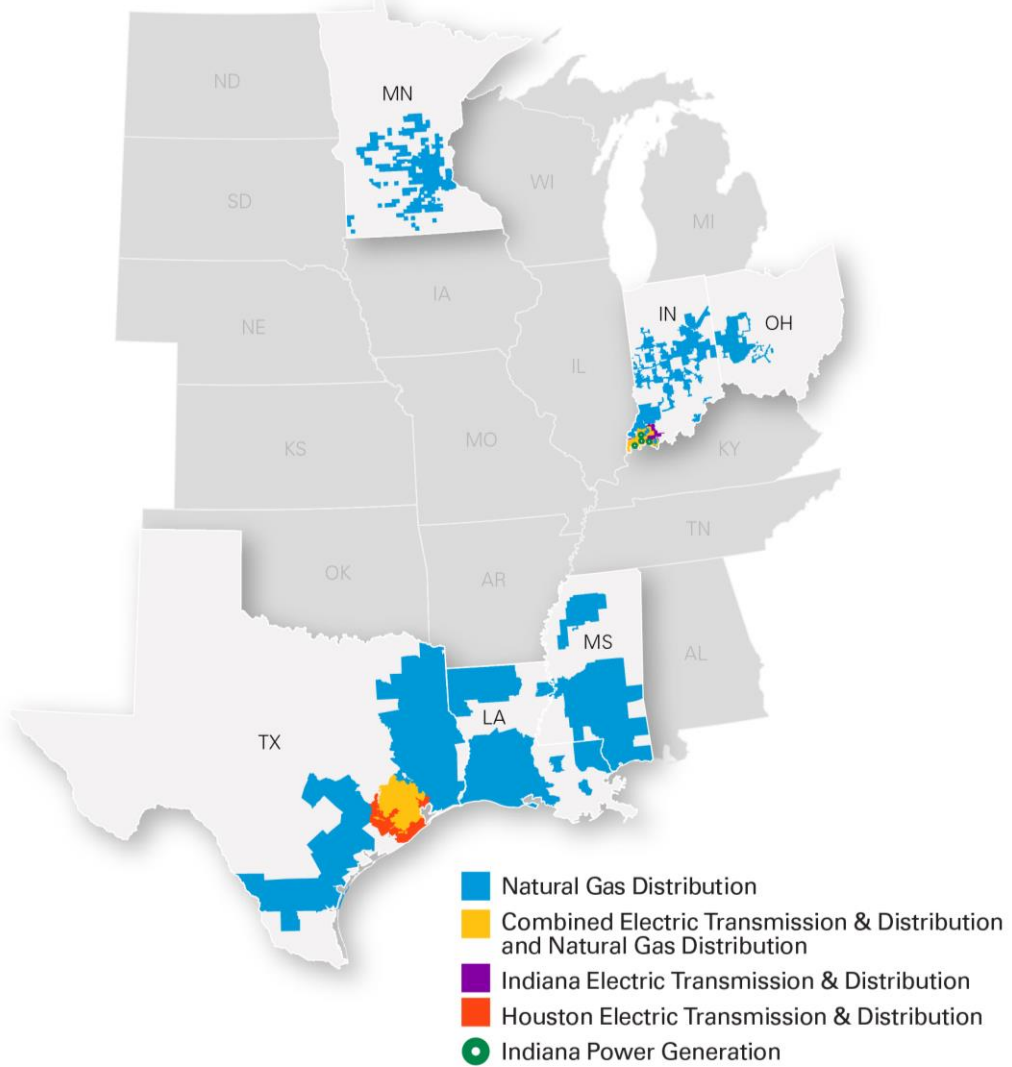 ND
MN
SD
WI
MI
IA
NE
IN
OH
IL
KS
MO
KY
TN
OK
AR
MS
AL
LA
TX
Natural Gas Distribution
Combined Electric Transmission & Distribution
and Natural Gas Distribution
Indiana Electric Transmission & Distribution
Houston Electric Transmission & Distribution
Indiana Power Generation